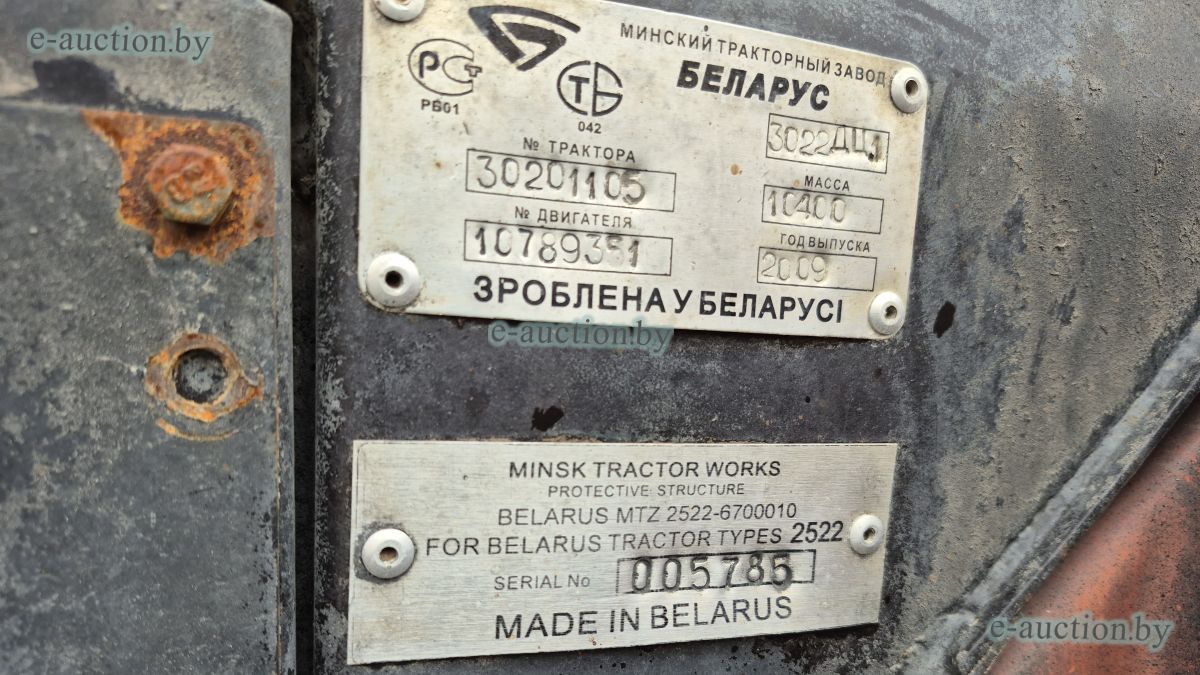 e-auction.by
МИНСКИЙ ТРАКТОРНЫЙ ЗАВОД
БЕЛАРУС
РСТ
РБ01
ТБ
042
3022ДЦ.1
№ ТРАКТОРА
30201105
МАССА
10400
№ ДВИГАТЕЛЯ
10789351
ГОД ВЫПУСКА
2009
ЗРОБЛЕНА У БЕЛАРУСІ
e-auction.by
MINSK TRACTOR WORKS
PROTECTIVE STRUCTURE
BELARUS MTZ 2522-6700010
FOR BELARUS TRACTOR TYPES 2522
SERIAL No 005785
MADE IN BELARUS
e-auction.by